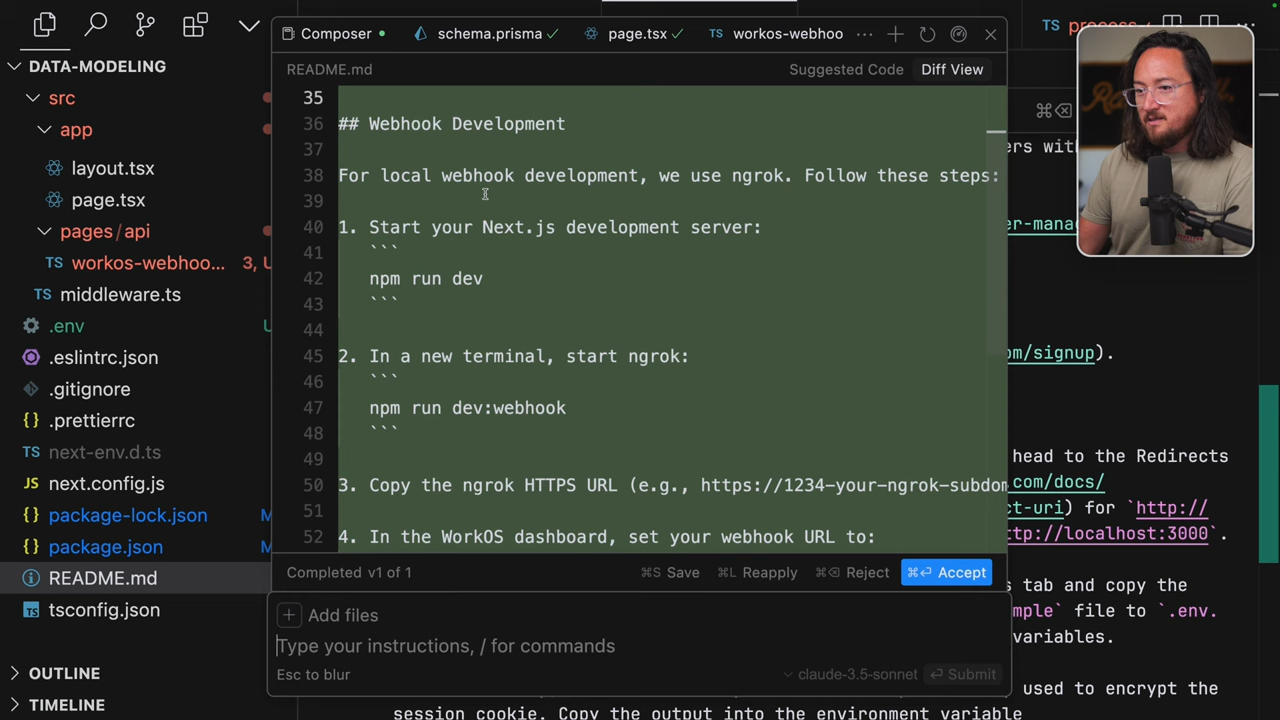 DATA-MODELING
src
app
layout.tsx
page.tsx
pages/api
TS workos-webhoo... 3, U
TS middleware.ts
.env U
.eslintrc.json
.gitignore
{} .prettierrc
TS next-env.d.ts
JS next.config.js
{} package-lock.json M
{} package.json M
README.md
TS tsconfig.json
OUTLINE
TIMELINE
Composer
schema.prisma
page.tsx
TS workos-webhoo
...
README.md
Suggested Code
Diff View
35
36 ## Webhook Development
37
38 For local webhook development, we use ngrok. Follow these steps:
39
40 1. Start your Next.js development server:
41 ```
42 npm run dev
43 ```
44
45 2. In a new terminal, start ngrok:
46 ```
47 npm run dev:webhook
48 ```
49
50 3. Copy the ngrok HTTPS URL (e.g., https://1234-your-ngrok-subdom
51
52 4. In the WorkOS dashboard, set your webhook URL to:
Completed v1 of 1
⌘S Save
⌘L Reapply
⌘⌫ Reject
⌘⏎ Accept
+ Add files
Type your instructions, / for commands
Esc to blur
claude-3.5-sonnet
⏎ Submit
TS process
⌘⌫
ers with
er-mana
om/signup).
head to the Redirects
.com/docs/
ct-uri) for `http://
tp://localhost:3000`.
s tab and copy the
mple` file to `.env.
variables.
used to encrypt the
session cookie. Copy the output into the environment variable